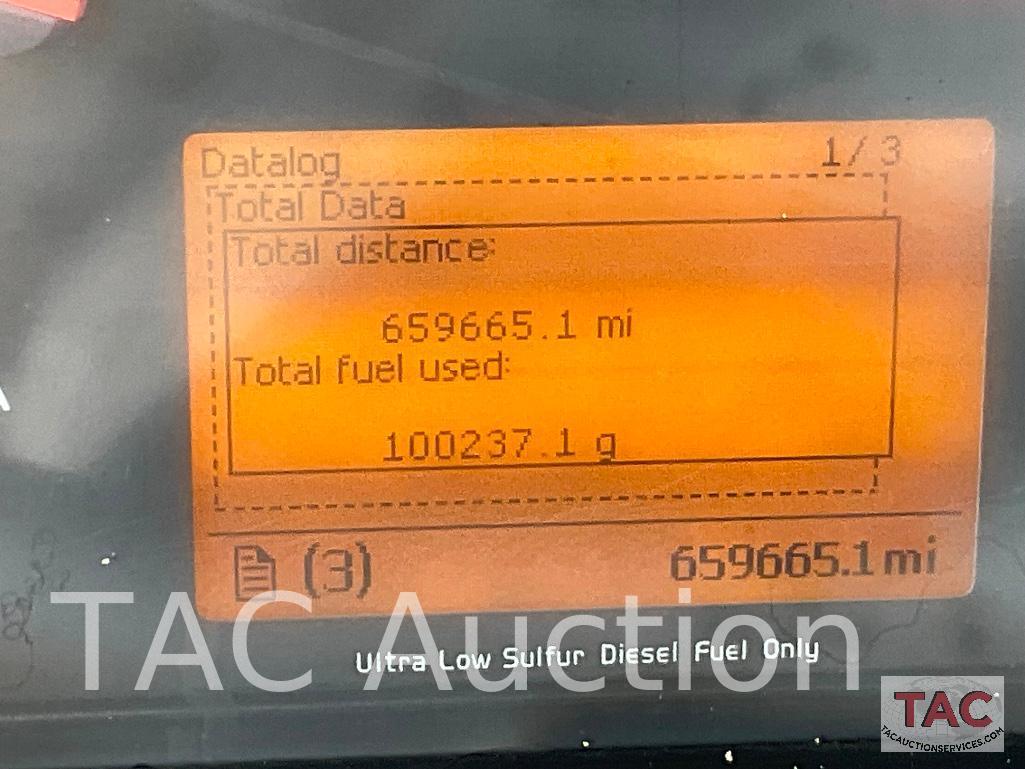 Datalog 1/3
Total Data
Total distance:
659665.1 mi
Total fuel used:
100237.1 g
(3) 659665.1 mi
TAC Auction
Ultra Low Sulfur Diesel Fuel Only
TAC
TACAUCTIONSERVICES.COM